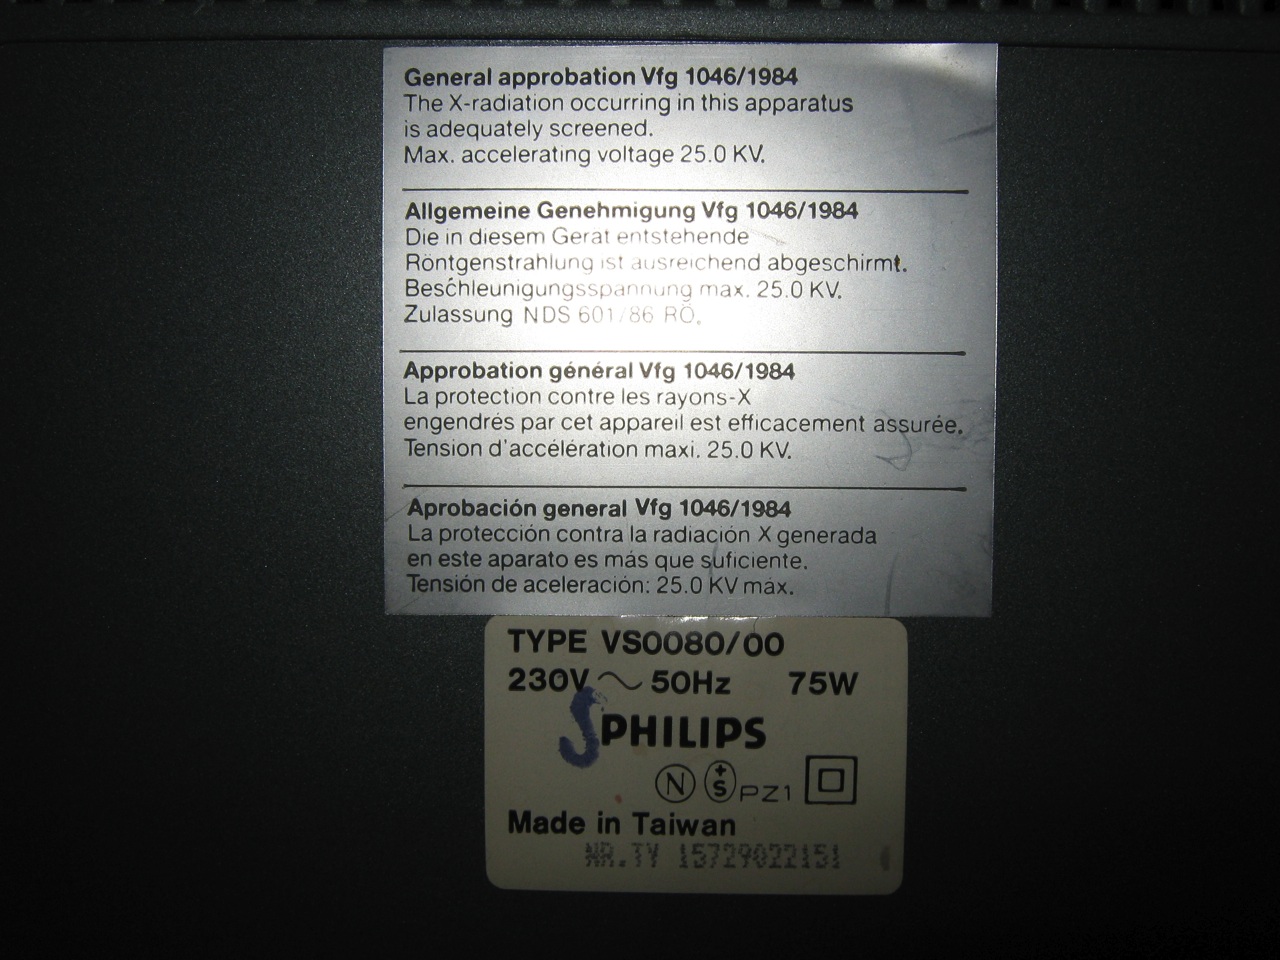 General approbation Vfg 1046/1984
The X-radiation occurring in this apparatus
is adequately screened.
Max. accelerating voltage 25.0 KV.
Allgemeine Genehmigung Vfg 1046/1984
Die in diesem Gerat entstehende
Röntgenstrahlung ist ausreichend abgeschirmt.
Beschleunigungsspannung max. 25.0 KV.
Zulassung NDS 601/86 RÖ.
Approbation général Vfg 1046/1984
La protection contre les rayons-X
engendrés par cet appareil est efficacement assurée.
Tension d'accélération maxi. 25.0 KV.
Aprobación general Vfg 1046/1984
La protección contra la radiación X generada
en este aparato es más que suficiente.
Tensión de aceleración: 25.0 KV máx.
TYPE VS0080/00
230V ~ 50Hz 75W
S PHILIPS
N +S PZ1
Made in Taiwan
NR.TY 15729022151